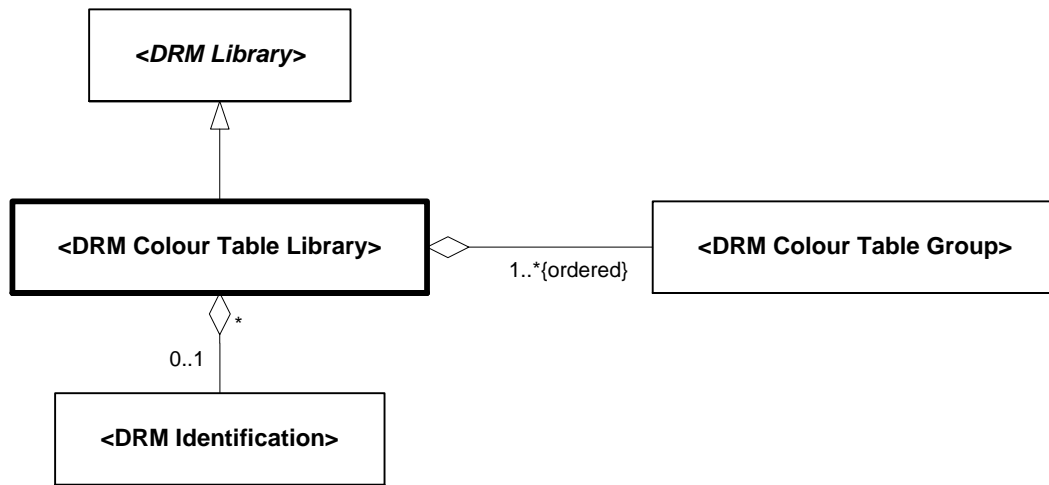 <DRM Library>
<DRM Colour Table Library>
<DRM Colour Table Group>
1..*{ordered}
*
0..1
<DRM Identification>